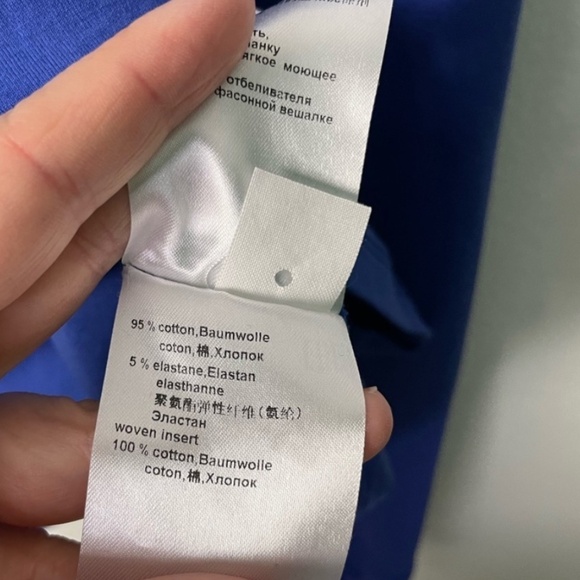 ть,
ягкое моющее
отбеливателя
фасонной вешалке
95 % cotton,Baumwolle
coton,棉,Хлопок
5 % elastane,Elastan
elasthanne
聚氨酯弹性纤维(氨纶)
Эластан
woven insert
100 % cotton,Baumwolle
coton,棉,Хлопок